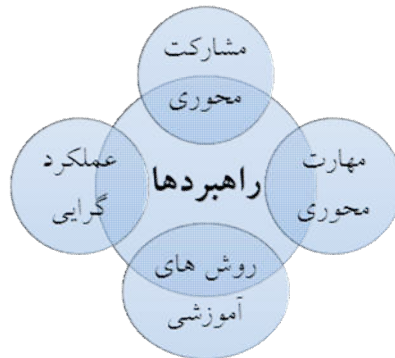 مشارکت
محوری
عملکرد
گرایی
راهبردها
مهارت
محوری
روش های
آموزشی